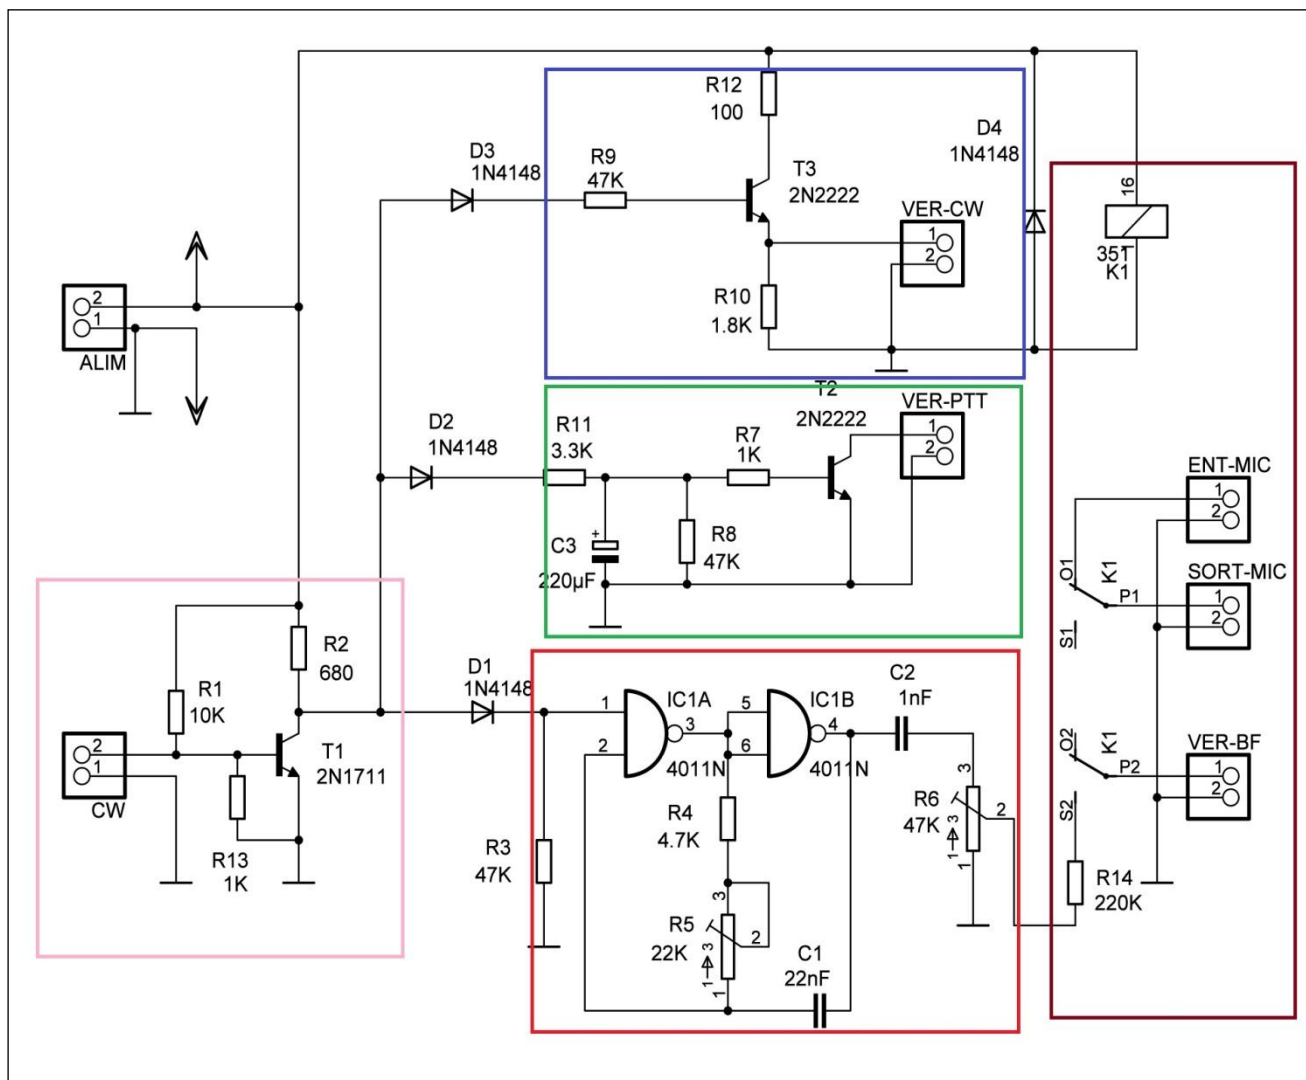 R12
100
D4
1N4148
D3
1N4148
R9
47K
T3
2N2222
VER-CW
1
2
16
351
K1
R10
1.8K
2
1
ALIM
T2
2N2222
VER-PTT
1
2
D2
1N4148
R11
3.3K
R7
1K
ENT-MIC
1
2
C3
+
220µF
R8
47K
O1
K1
P1
S1
SORT-MIC
1
2
R2
680
R1
10K
D1
1N4148
1
2
IC1A
3
4011N
5
6
IC1B
4
4011N
C2
1nF
O2
K1
P2
S2
VER-BF
1
2
2
1
CW
T1
2N1711
R13
1K
R3
47K
R4
4.7K
3
R6
47K
1
3
2
1
R14
220K
3
R5
22K
1
3
2
1
C1
22nF